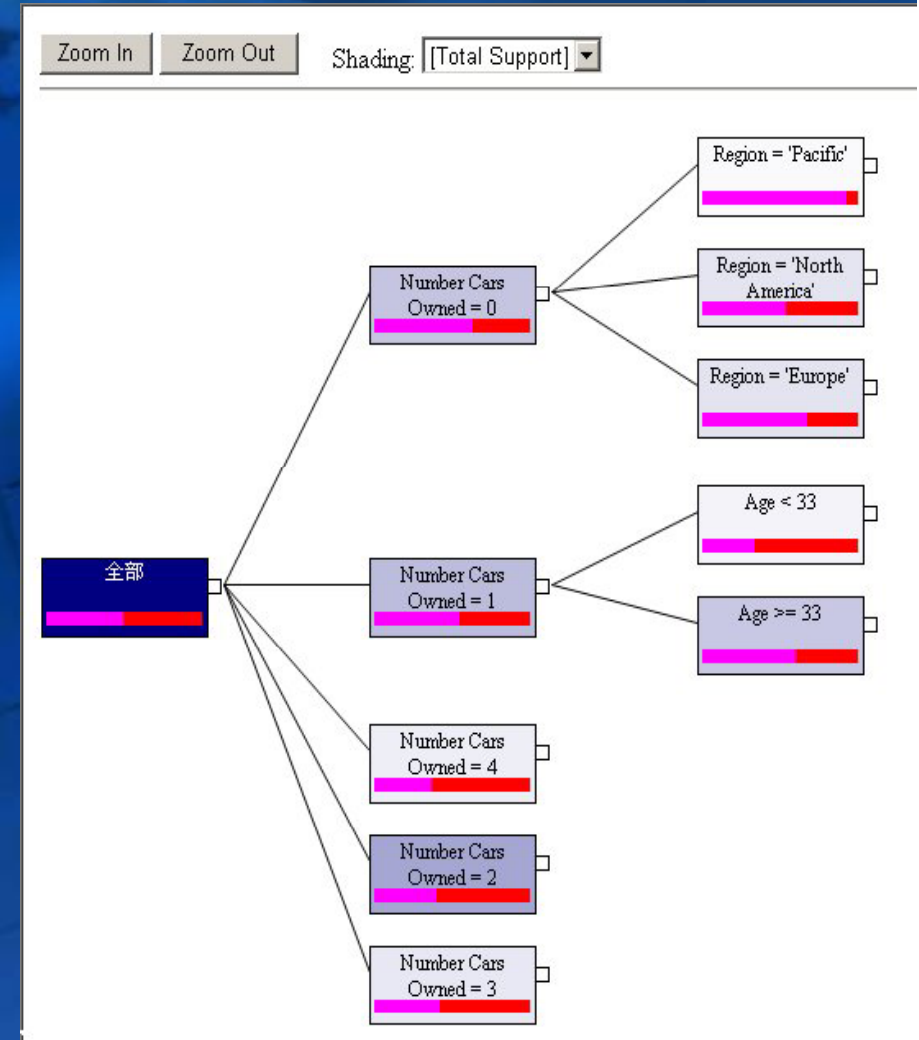 Zoom In
Zoom Out
Shading:
[Total Support]
Region = 'Pacific'
Region = 'North
America'
Region = 'Europe'
Number Cars
Owned = 0
Age < 33
Age >= 33
全部
Number Cars
Owned = 1
Number Cars
Owned = 4
Number Cars
Owned = 2
Number Cars
Owned = 3